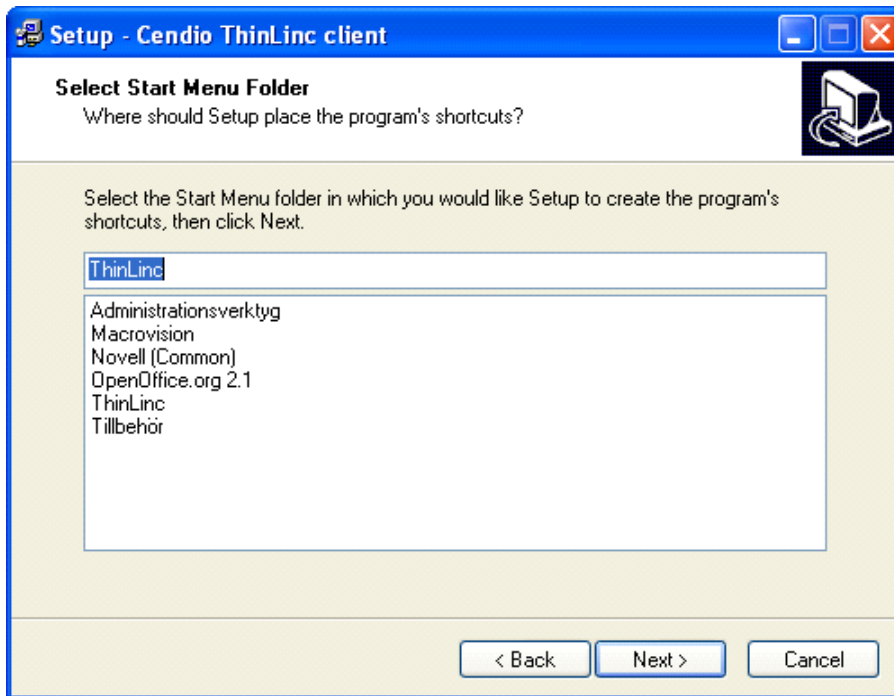 Setup - Cendio ThinLinc client
Select Start Menu Folder
Where should Setup place the program's shortcuts?
Select the Start Menu folder in which you would like Setup to create the program's
shortcuts, then click Next.
ThinLinc
Administrationsverktyg
Macrovision
Novell (Common)
OpenOffice.org 2.1
ThinLinc
Tillbehör
< Back Next > Cancel